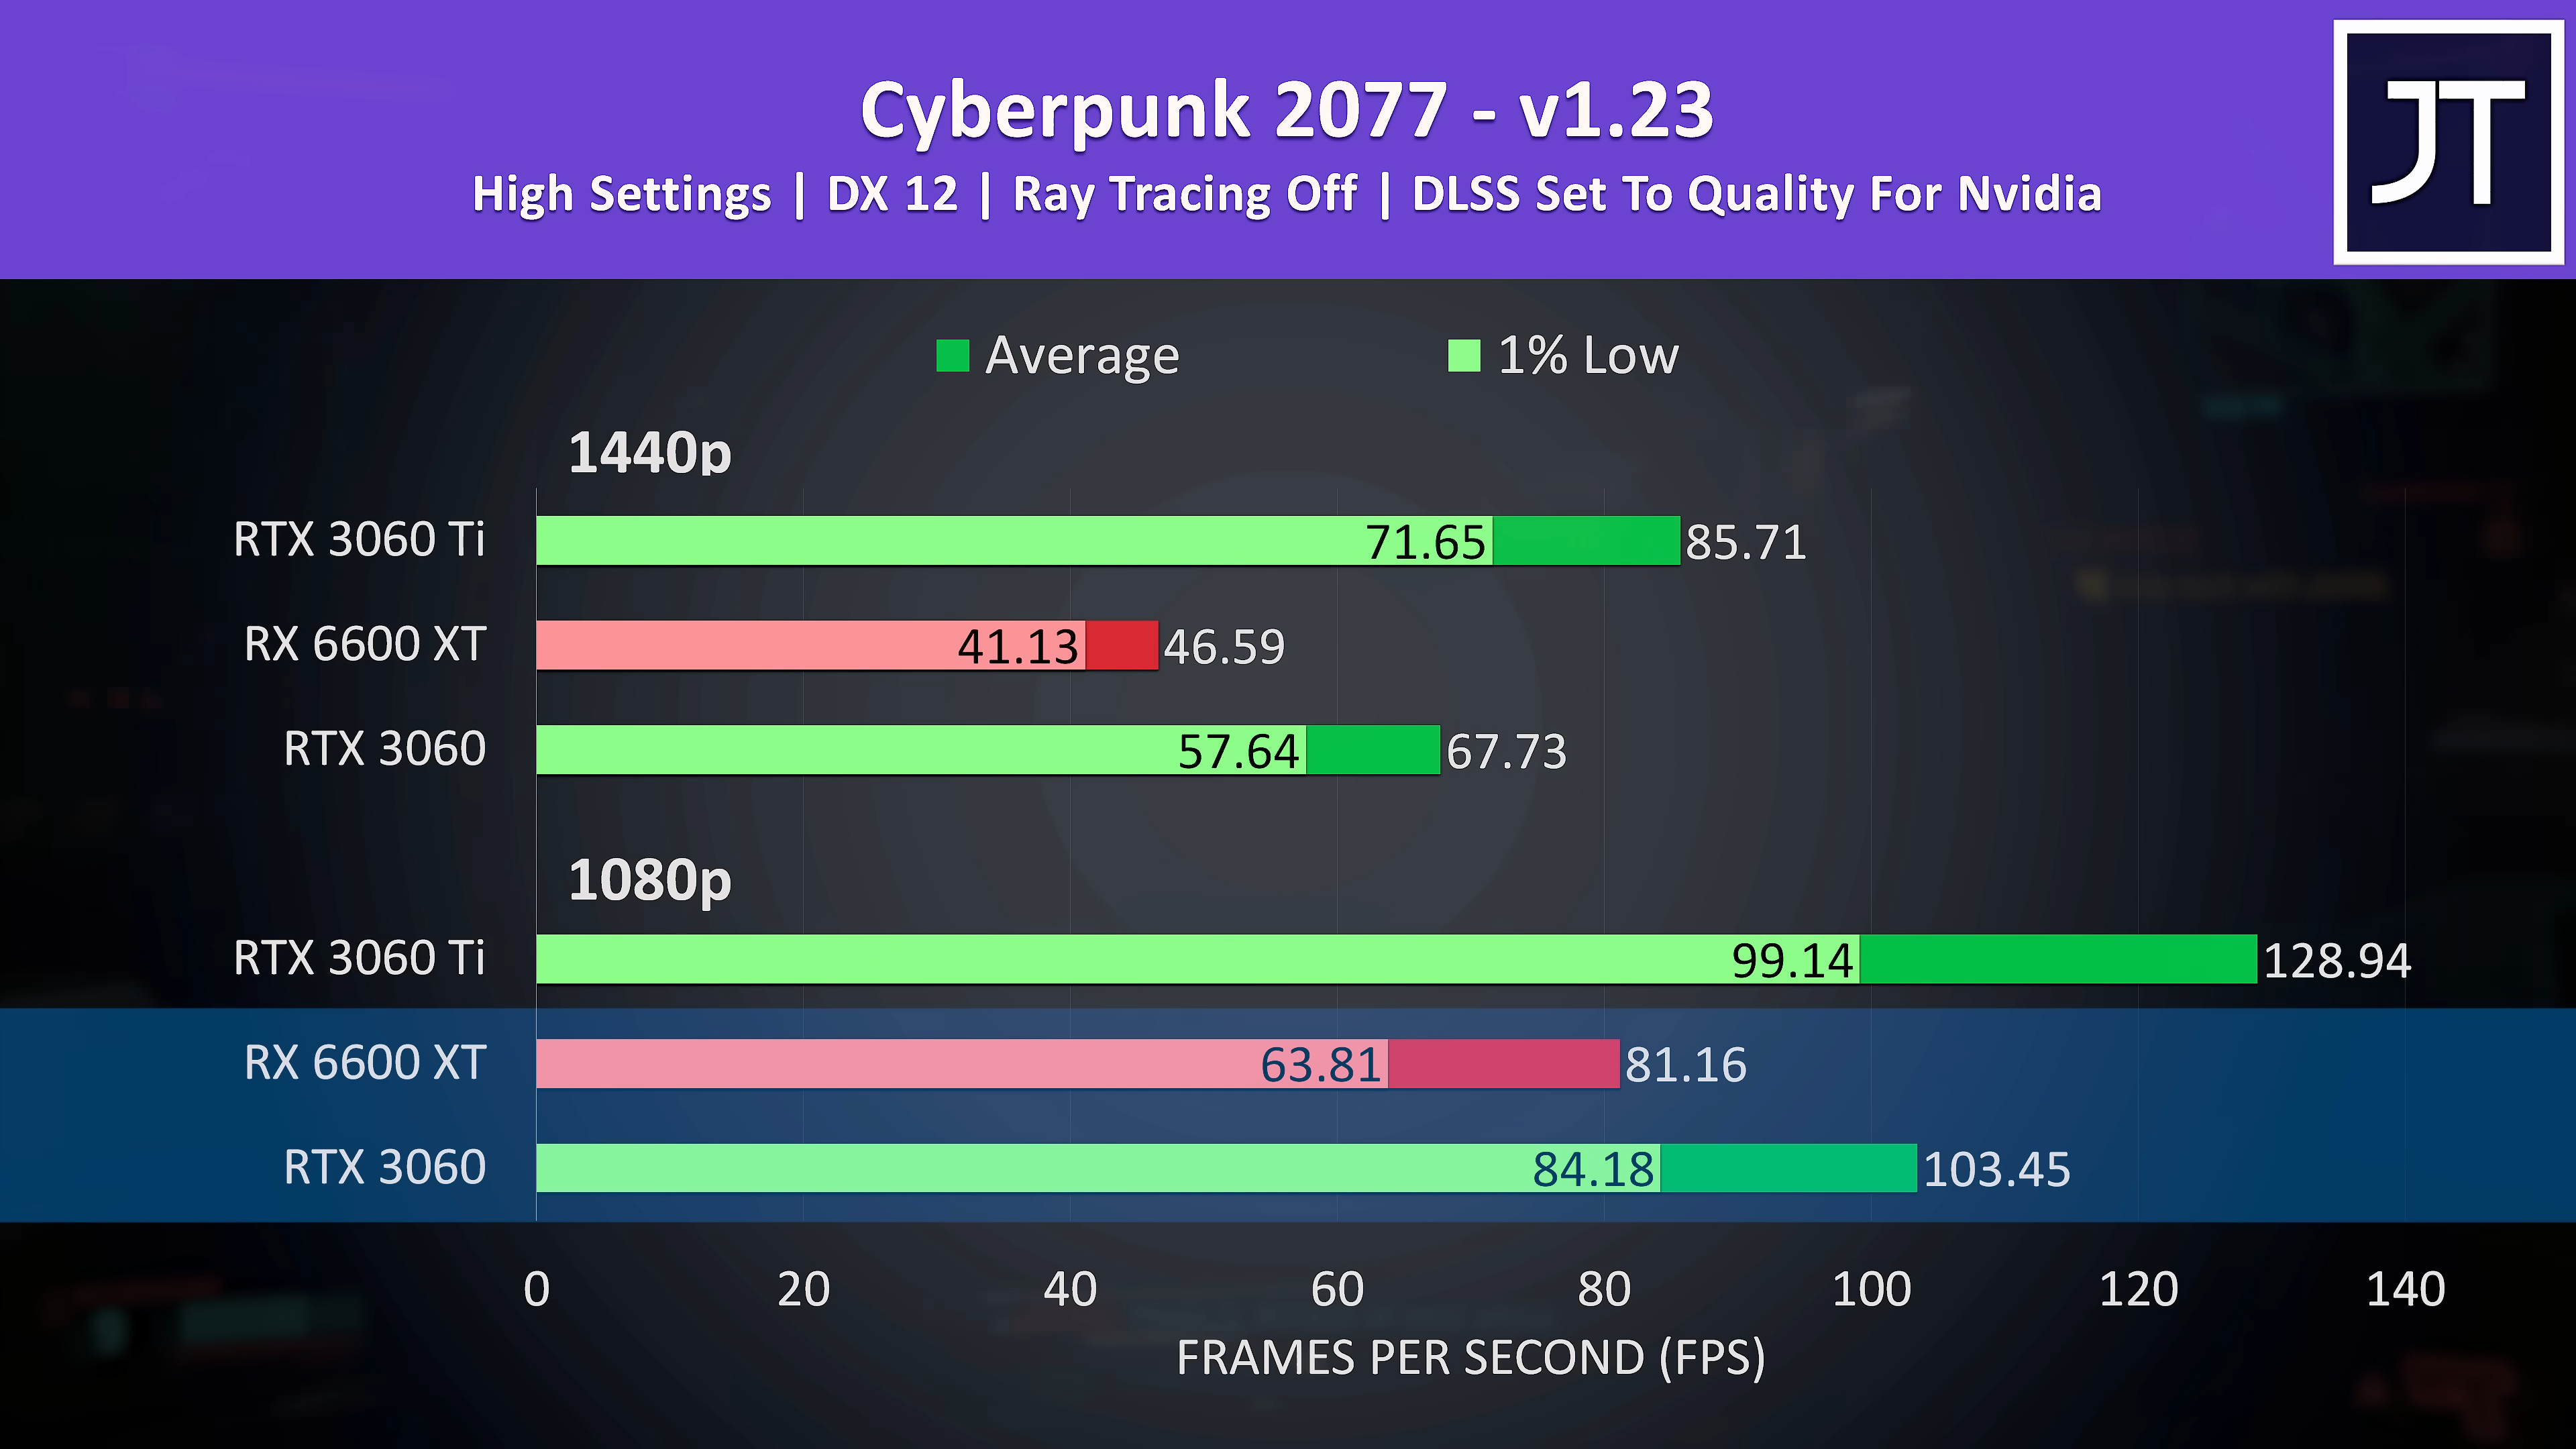 Cyberpunk 2077 - v1.23
High Settings | DX 12 | Ray Tracing Off | DLSS Set To Quality For Nvidia
JT
Average 1% Low
1440p
RTX 3060 Ti 71.65 85.71
RX 6600 XT 41.13 46.59
RTX 3060 57.64 67.73
1080p
RTX 3060 Ti 99.14 128.94
RX 6600 XT 63.81 81.16
RTX 3060 84.18 103.45
0 20 40 60 80 100 120 140
FRAMES PER SECOND (FPS)